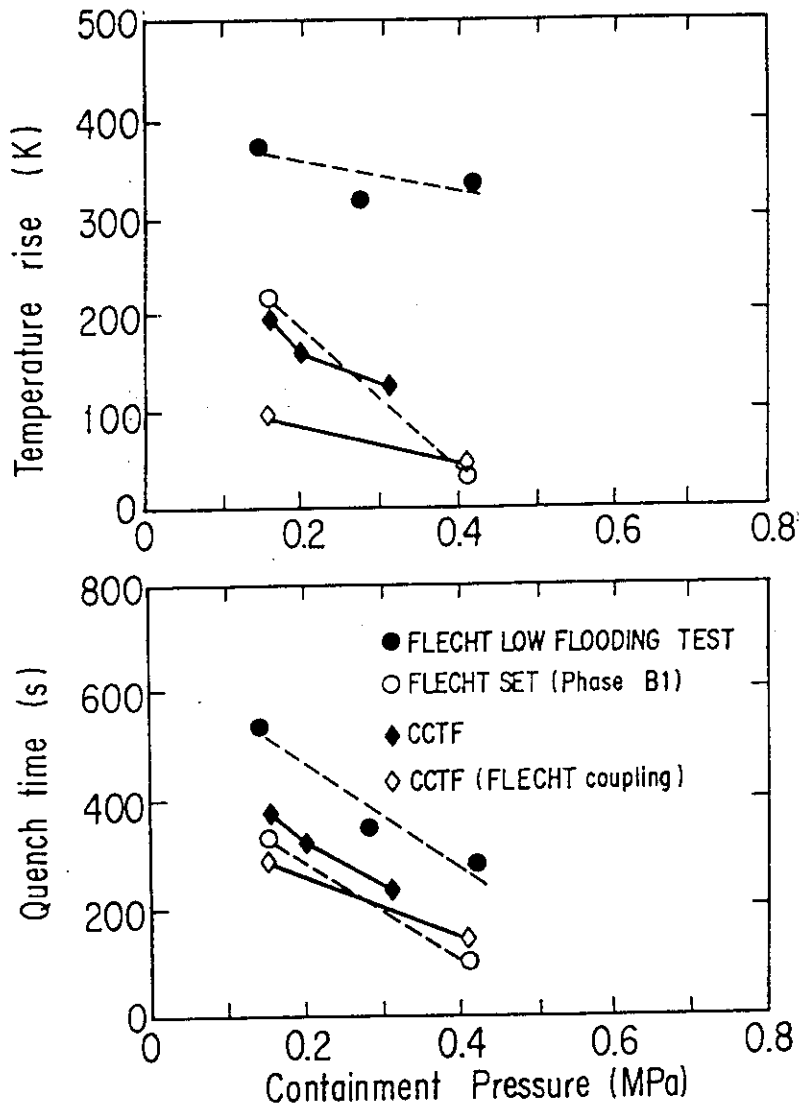 500
400
300
200
100
0
Temperature rise (K)
0 0.2 0.4 0.6 0.8
800
600
400
200
0
Quench time (s)
● FLECHT LOW FLOODING TEST
○ FLECHT SET (Phase B1)
◆ CCTF
◇ CCTF (FLECHT coupling)
0 0.2 0.4 0.6 0.8
Containment Pressure (MPa)